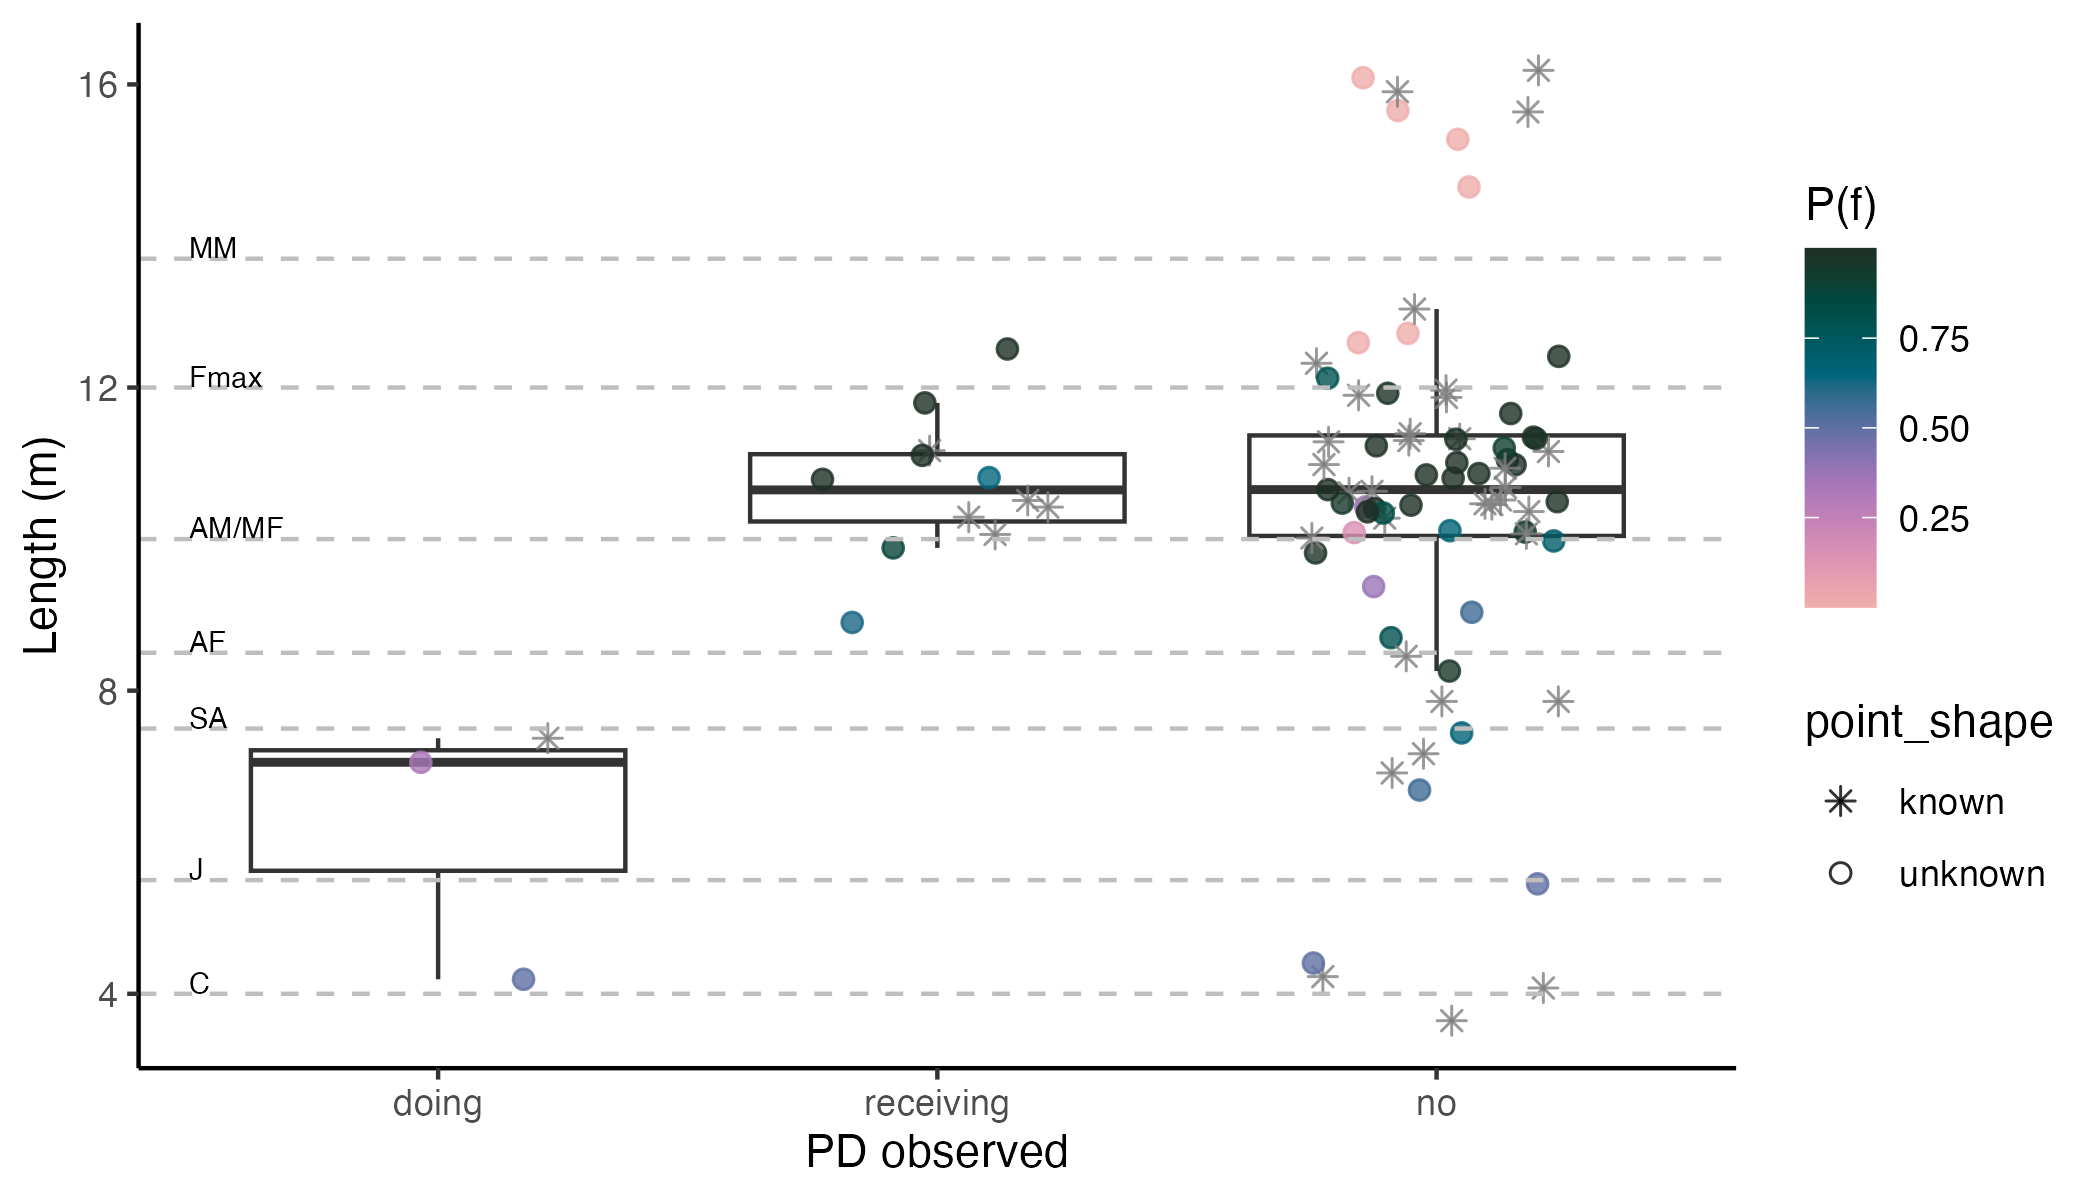 16
12
8
4
Length (m)
MM
Fmax
AM/MF
AF
SA
J
C
doing
receiving
no
PD observed
P(f)
0.75
0.50
0.25
point_shape
known
unknown